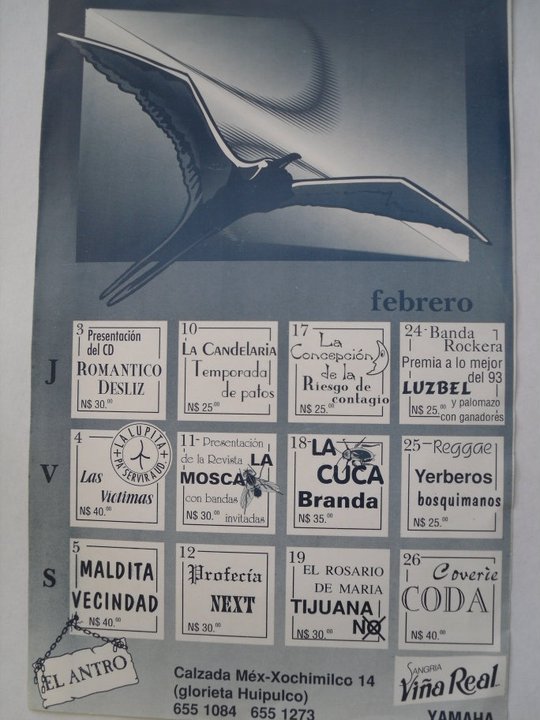 febrero
J
3 Presentación
del CD
ROMANTICO
DESLIZ
N$ 30.00
10
LA CANDELARIA
Temporada
de patos
N$ 25.00
17
La
Concepción
de la
Riesgo de
contagio
N$ 25.00
24-Banda
Rockera
Premia a lo mejor
del 93
LUZBEL
y palomazo
N$ 25.00 con ganadores
V
4
LA LUPITA
PA' SERVIR A UD.
Las
Victimas
N$ 40.00
11-Presentación
de la Revista LA
MOSCA
con bandas
N$ 30.00 invitadas
18-LA
CUCA
Branda
N$ 35.00
25-Reggae
Yerberos
bosquimanos
N$ 25.00
S
5
MALDITA
VECINDAD
N$ 40.00
12
Profecía
NEXT
N$ 30.00
19
EL ROSARIO
DE MARIA
TIJUANA
NO
N$ 30.00
26
Coverie
CODA
N$ 40.00
EL ANTRO
Calzada Méx-Xochimilco 14
(glorieta Huipulco)
655 1084 655 1273
SANGRIA
Viña Real
YAMAHA